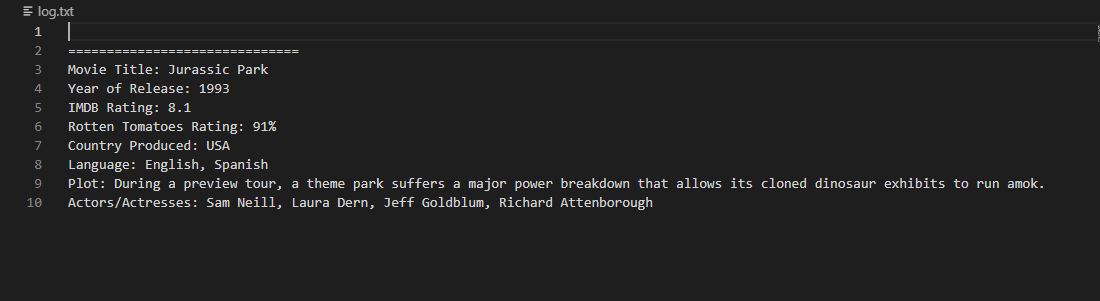 log.txt
1
2 ==============================
3 Movie Title: Jurassic Park
4 Year of Release: 1993
5 IMDB Rating: 8.1
6 Rotten Tomatoes Rating: 91%
7 Country Produced: USA
8 Language: English, Spanish
9 Plot: During a preview tour, a theme park suffers a major power breakdown that allows its cloned dinosaur exhibits to run amok.
10 Actors/Actresses: Sam Neill, Laura Dern, Jeff Goldblum, Richard Attenborough